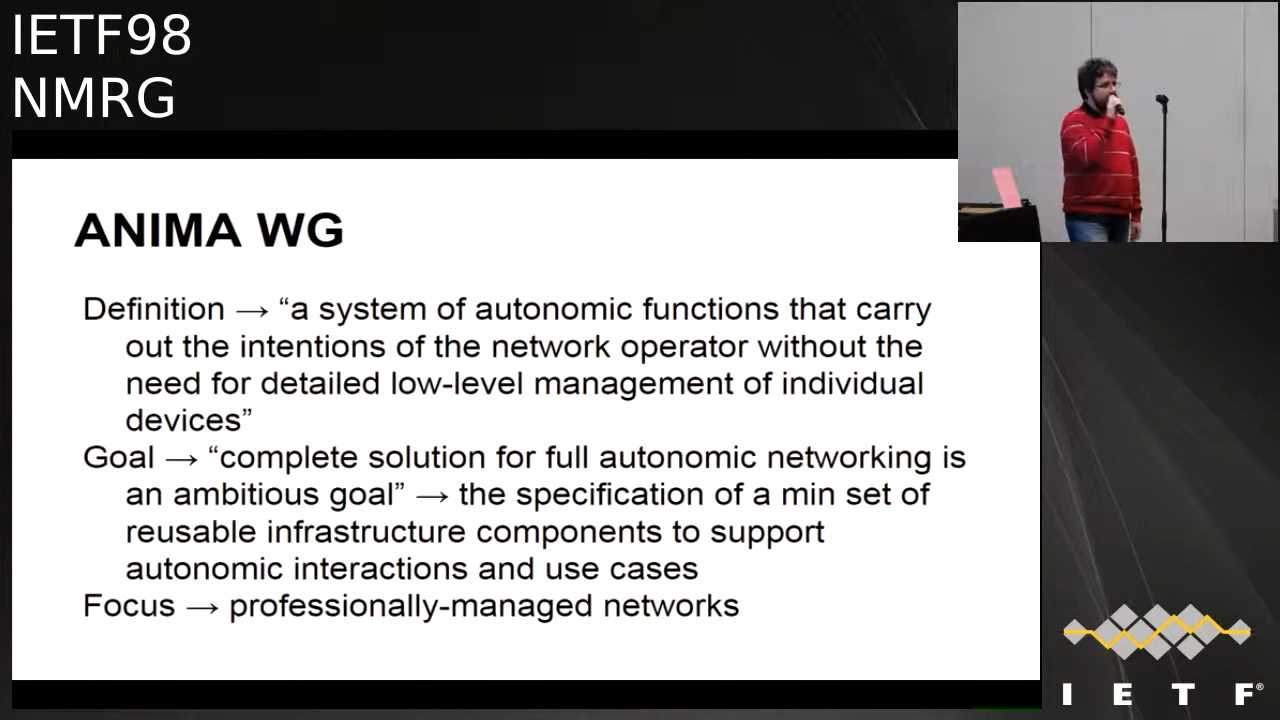 IETF98
NMRG
ANIMA WG
Definition → “a system of autonomic functions that carry
out the intentions of the network operator without the
need for detailed low-level management of individual
devices”
Goal → “complete solution for full autonomic networking is
an ambitious goal” → the specification of a min set of
reusable infrastructure components to support
autonomic interactions and use cases
Focus → professionally-managed networks
I E T F®